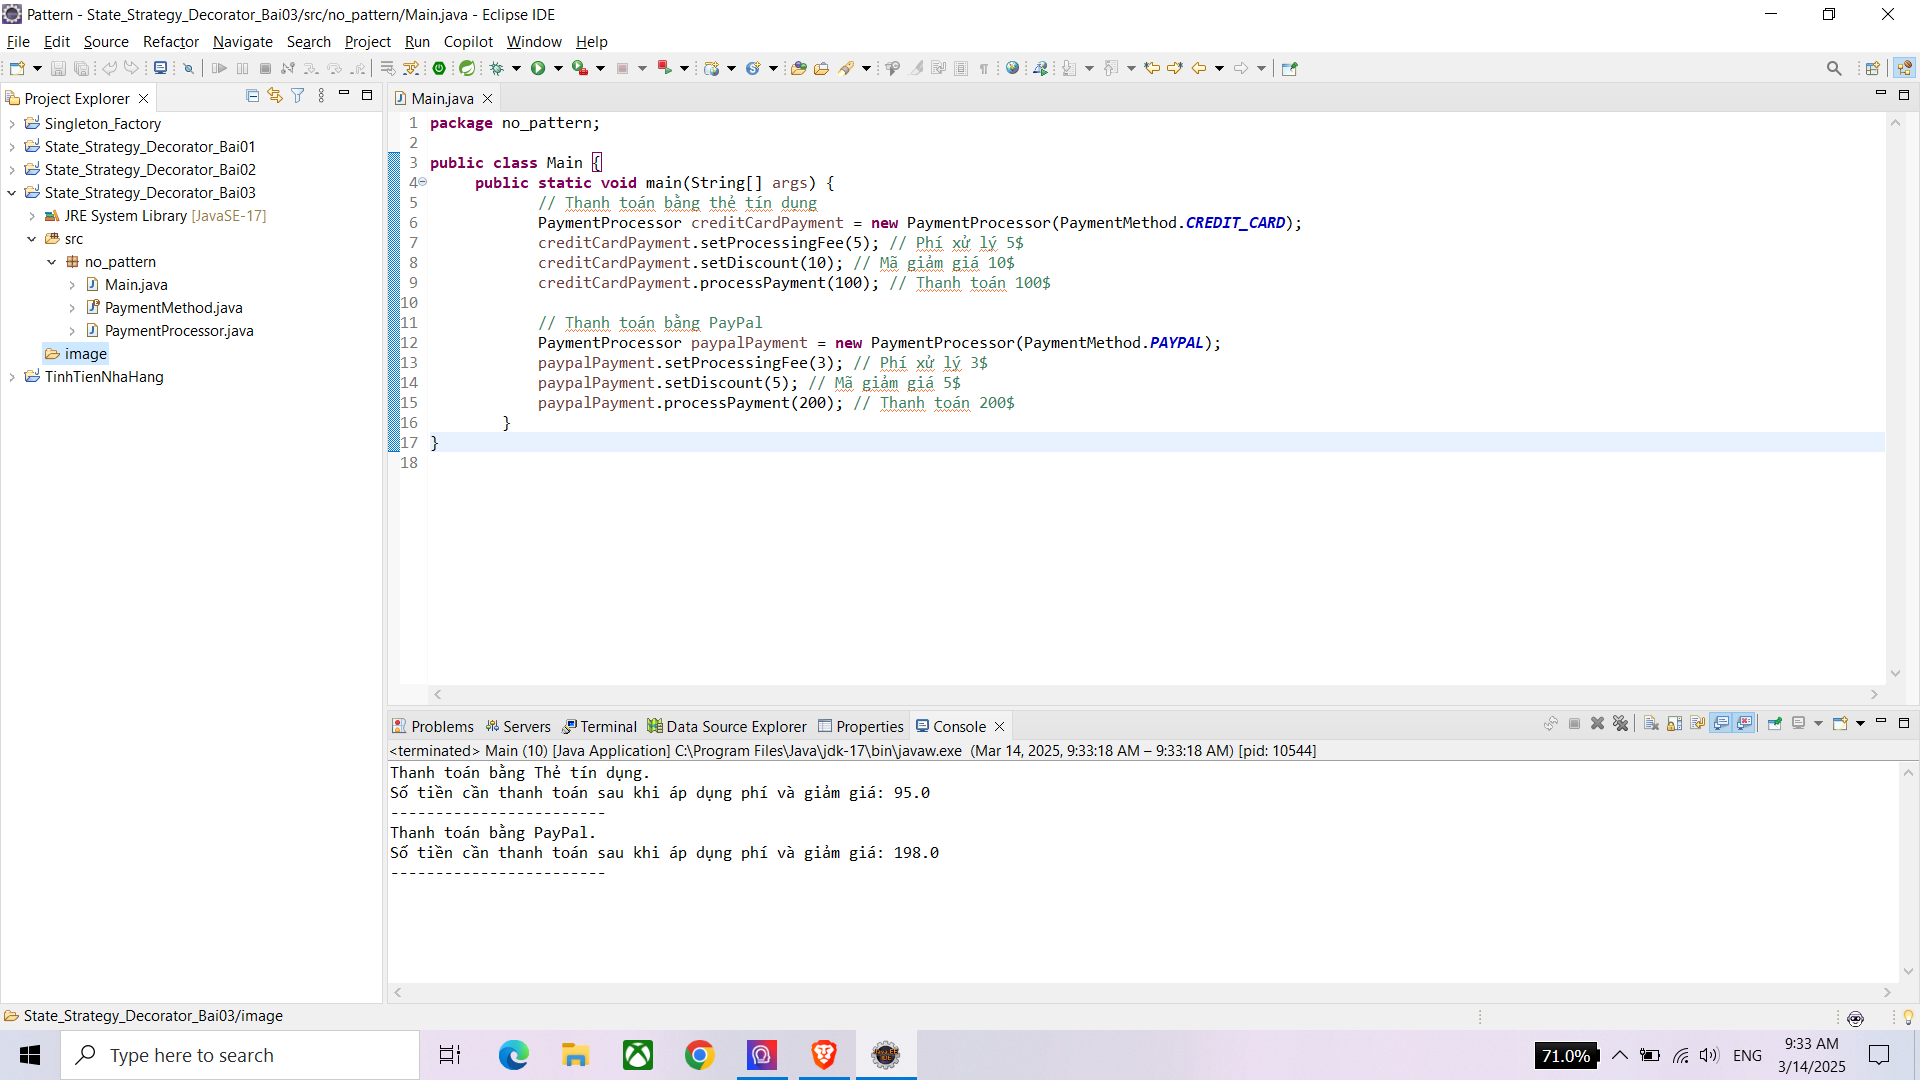 Pattern - State_Strategy_Decorator_Bai03/src/no_pattern/Main.java - Eclipse IDE
File Edit Source Refactor Navigate Search Project Run Copilot Window Help
Project Explorer
Singleton_Factory
State_Strategy_Decorator_Bai01
State_Strategy_Decorator_Bai02
State_Strategy_Decorator_Bai03
JRE System Library [JavaSE-17]
src
no_pattern
Main.java
PaymentMethod.java
PaymentProcessor.java
image
TinhTienNhaHang
Main.java
1 package no_pattern;
2
3 public class Main {
4 public static void main(String[] args) {
5 // Thanh toán bằng thẻ tín dụng
6 PaymentProcessor creditCardPayment = new PaymentProcessor(PaymentMethod.CREDIT_CARD);
7 creditCardPayment.setProcessingFee(5); // Phí xử lý 5$
8 creditCardPayment.setDiscount(10); // Mã giảm giá 10$
9 creditCardPayment.processPayment(100); // Thanh toán 100$
10
11 // Thanh toán bằng PayPal
12 PaymentProcessor paypalPayment = new PaymentProcessor(PaymentMethod.PAYPAL);
13 paypalPayment.setProcessingFee(3); // Phí xử lý 3$
14 paypalPayment.setDiscount(5); // Mã giảm giá 5$
15 paypalPayment.processPayment(200); // Thanh toán 200$
16 }
17 }
18
Problems Servers Terminal Data Source Explorer Properties Console
<terminated> Main (10) [Java Application] C:\Program Files\Java\jdk-17\bin\javaw.exe (Mar 14, 2025, 9:33:18 AM – 9:33:18 AM) [pid: 10544]
Thanh toán bằng Thẻ tín dụng.
Số tiền cần thanh toán sau khi áp dụng phí và giảm giá: 95.0
------------------------
Thanh toán bằng PayPal.
Số tiền cần thanh toán sau khi áp dụng phí và giảm giá: 198.0
------------------------
State_Strategy_Decorator_Bai03/image
Type here to search
71.0%
ENG
9:33 AM
3/14/2025